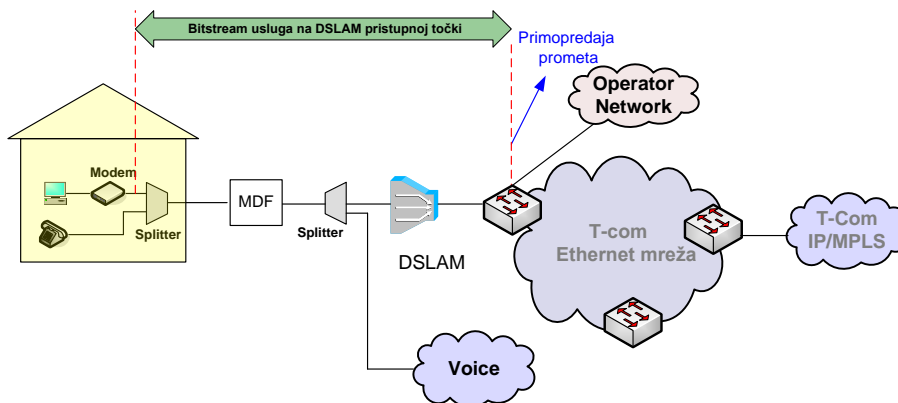 Bitstream usluga na DSLAM pristupnoj točki
Primopredaja
prometa
Operator
Network
Modem
Splitter
MDF
Splitter
DSLAM
T-com
Ethernet mreža
T-Com
IP/MPLS
Voice